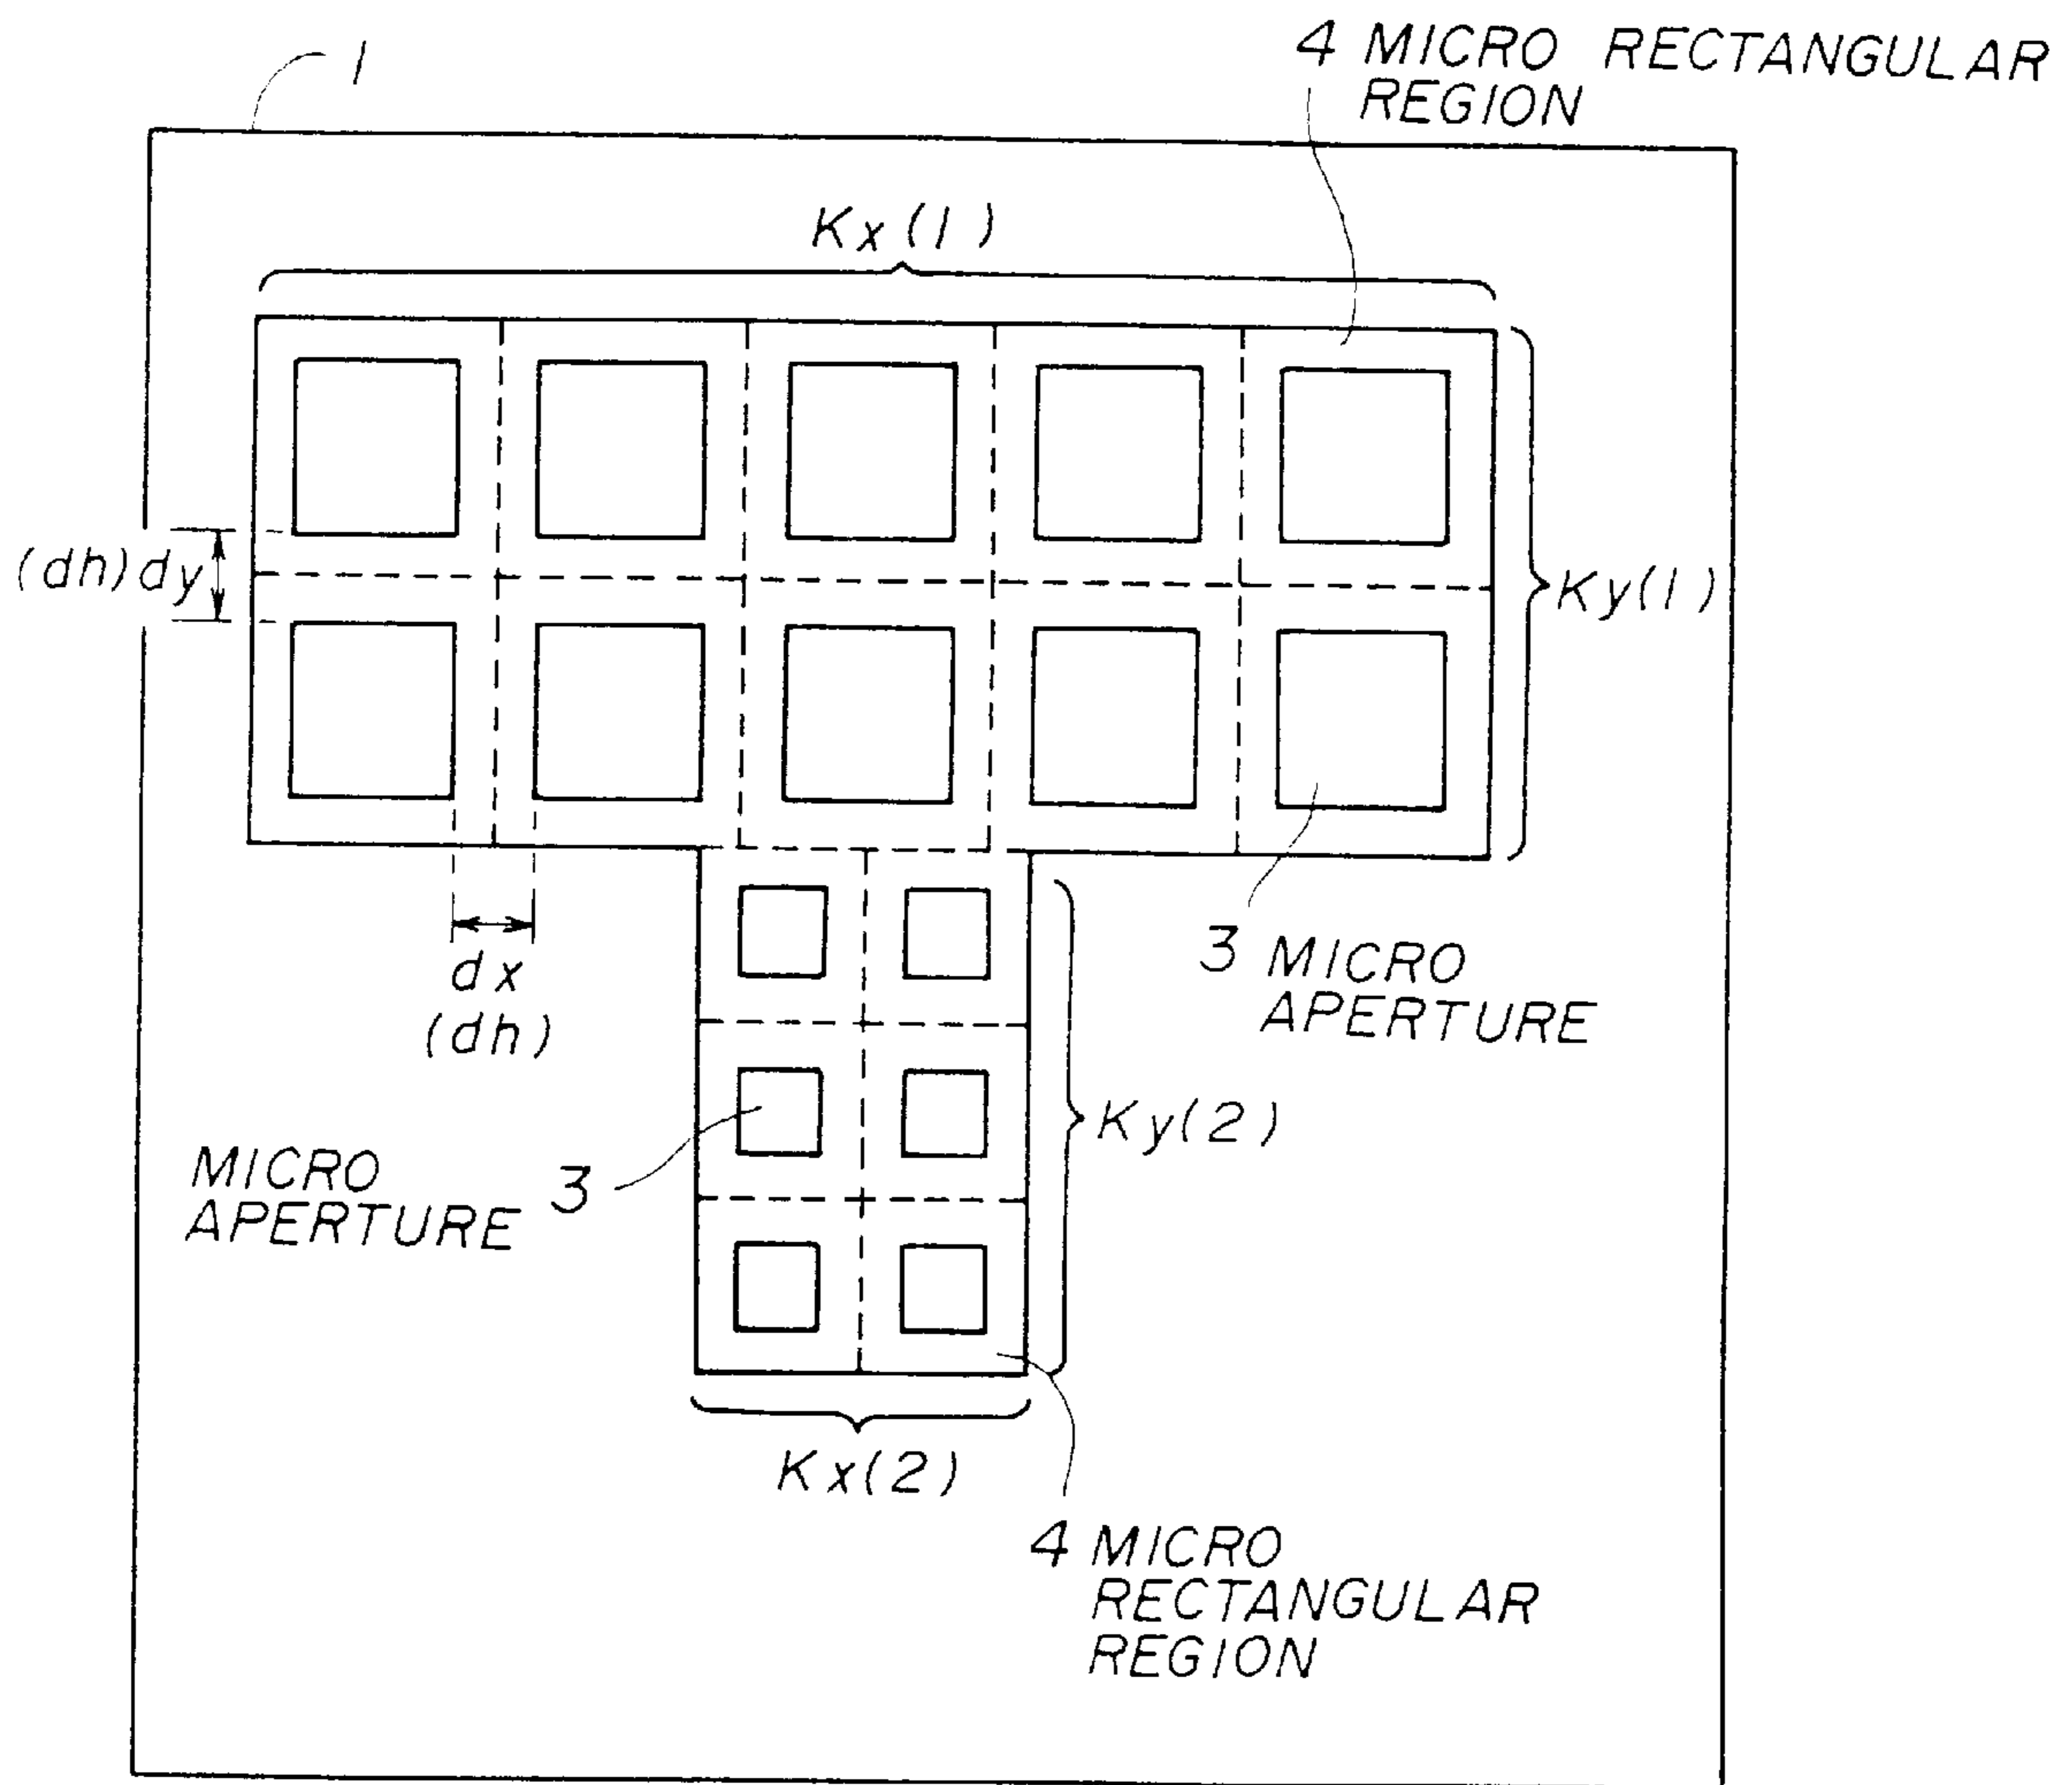 1
4 MICRO RECTANGULAR
REGION
Kx(1)
(dh)dy
Ky(1)
dx
(dh)
3 MICRO
APERTURE
Ky(2)
MICRO
APERTURE 3
Kx(2)
4 MICRO
RECTANGULAR
REGION